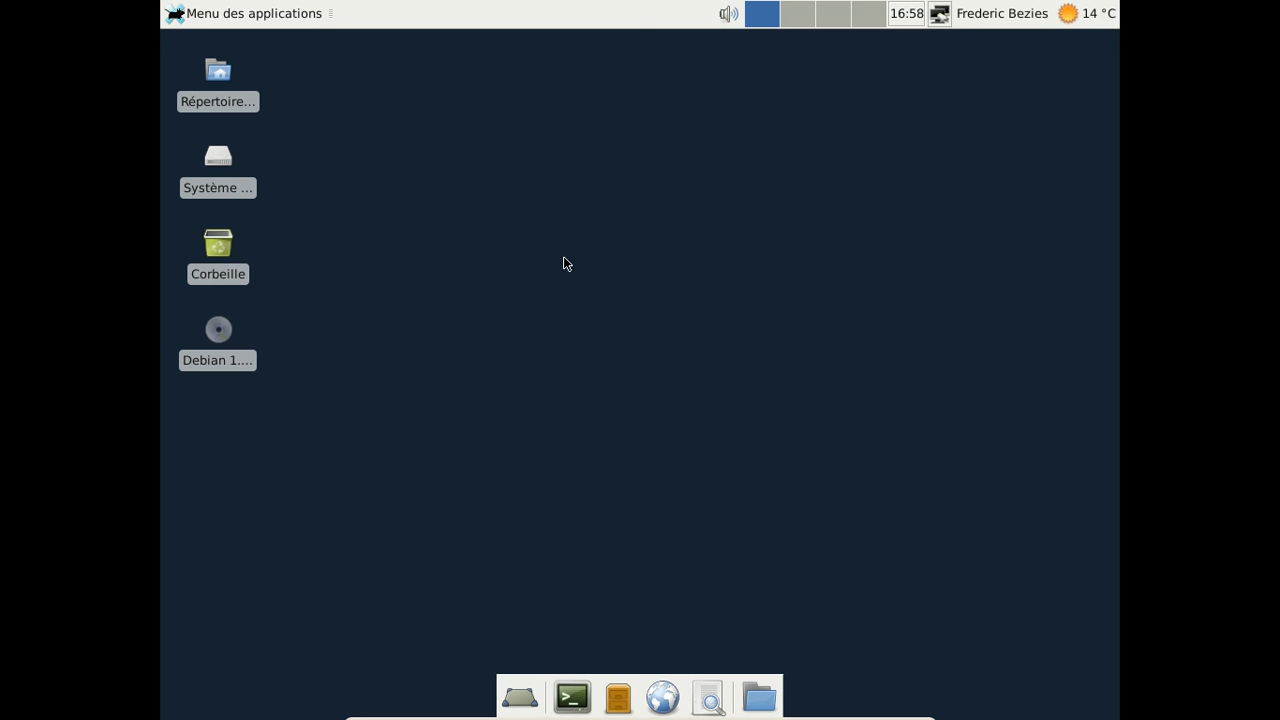 Menu des applications
16:58
Frederic Bezies
14 °C
Répertoire...
Système ...
Corbeille
Debian 1....
>_